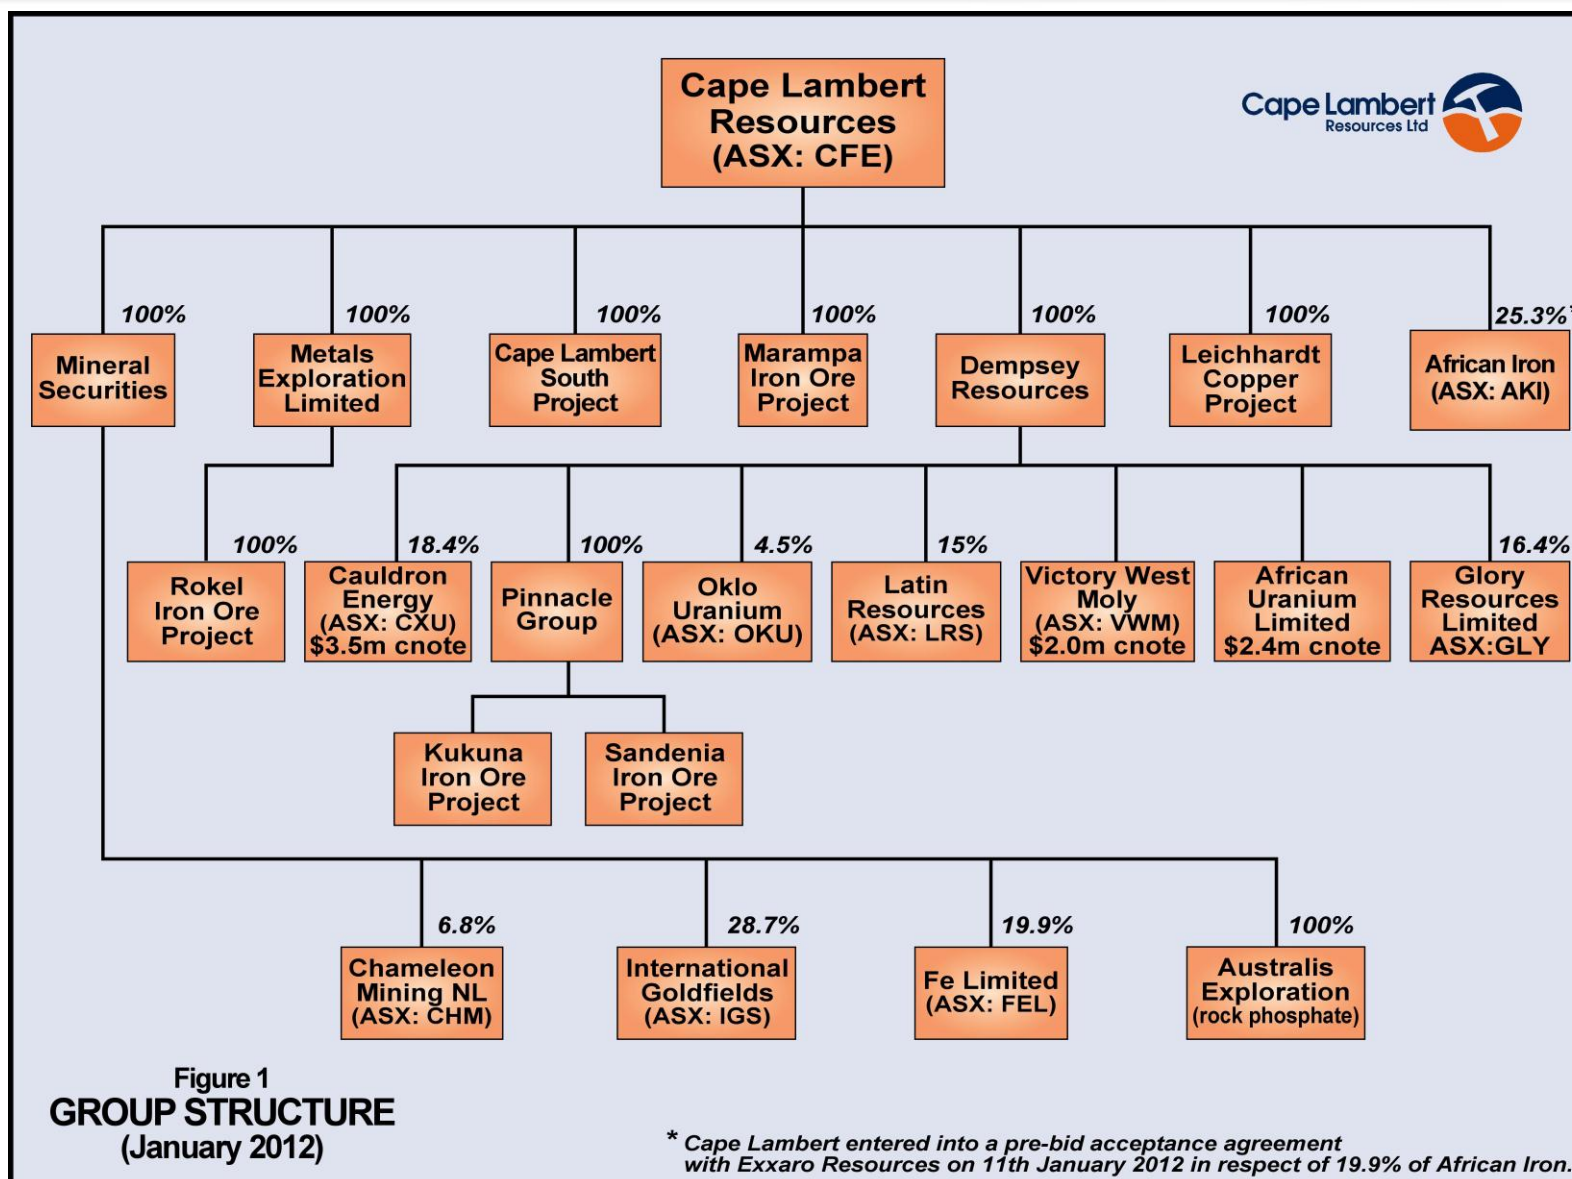 Cape Lambert
Resources
(ASX: CFE)
Cape Lambert
Resources Ltd
100%
Mineral
Securities
100%
Metals
Exploration
Limited
100%
Cape Lambert
South
Project
100%
Marampa
Iron Ore
Project
100%
Dempsey
Resources
100%
Leichhardt
Copper
Project
25.3%*
African Iron
(ASX: AKI)
100%
Rokel
Iron Ore
Project
18.4%
Cauldron
Energy
(ASX: CXU)
$3.5m cnote
100%
Pinnacle
Group
4.5%
Oklo
Uranium
(ASX: OKU)
15%
Latin
Resources
(ASX: LRS)
Victory West
Moly
(ASX: VWM)
$2.0m cnote
African
Uranium
Limited
$2.4m cnote
16.4%
Glory
Resources
Limited
ASX:GLY
Kukuna
Iron Ore
Project
Sandenia
Iron Ore
Project
6.8%
Chameleon
Mining NL
(ASX: CHM)
28.7%
International
Goldfields
(ASX: IGS)
19.9%
Fe Limited
(ASX: FEL)
100%
Australis
Exploration
(rock phosphate)
Figure 1
GROUP STRUCTURE
(January 2012)
* Cape Lambert entered into a pre-bid acceptance agreement
with Exxaro Resources on 11th January 2012 in respect of 19.9% of African Iron.